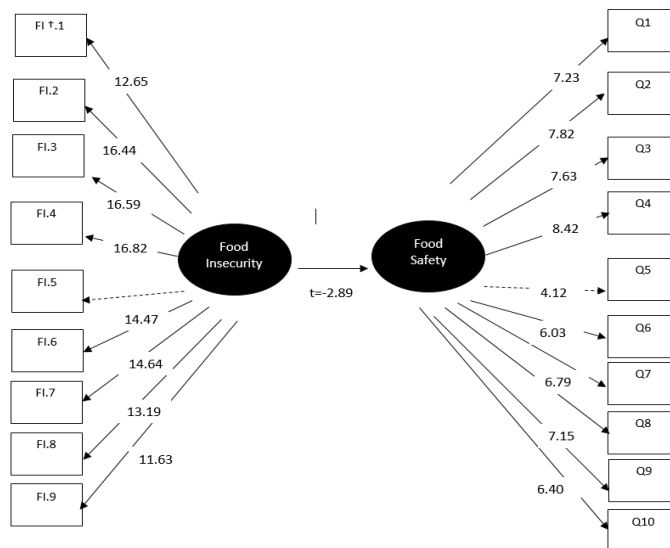 FI †.1
FI.2
FI.3
FI.4
FI.5
FI.6
FI.7
FI.8
FI.9
12.65
16.44
16.59
16.82
14.47
14.64
13.19
11.63
Food
Insecurity
|
t=-2.89
Food
Safety
7.23
7.82
7.63
8.42
4.12
6.03
6.79
7.15
6.40
Q1
Q2
Q3
Q4
Q5
Q6
Q7
Q8
Q9
Q10